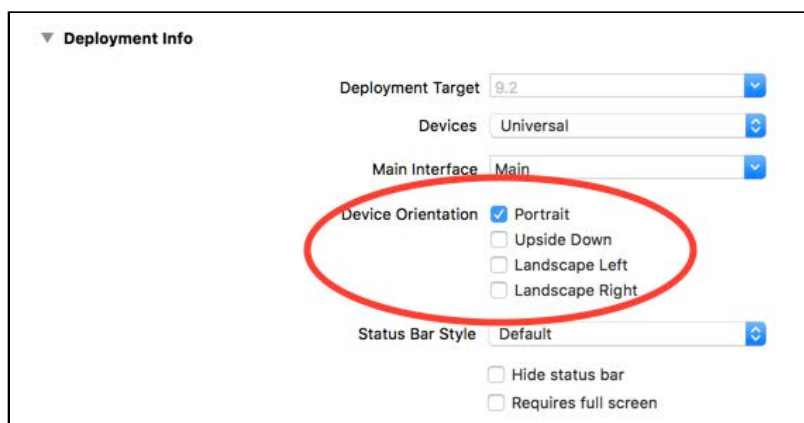 Deployment Info
Deployment Target 9.2
Devices Universal
Main Interface Main
Device Orientation Portrait
Upside Down
Landscape Left
Landscape Right
Status Bar Style Default
Hide status bar
Requires full screen